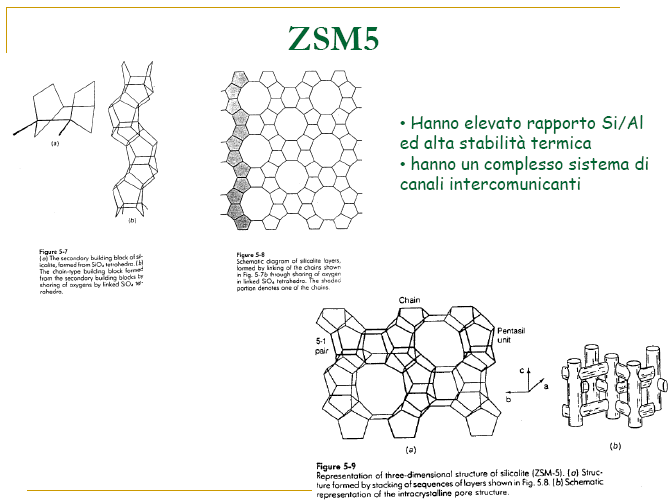 ZSM5
(a)
(b)
• Hanno elevato rapporto Si/Al
ed alta stabilità termica
• hanno un complesso sistema di
canali intercomunicanti
Figure 5-7
(a) The secondary building block of sil-
icalite, formed from SiO₄ tetrahedra. (b)
The chain-type building block formed
from the secondary building blocks by
sharing of oxygens by linked SiO₄ tet-
rahedra.
Figure 5-8
Schematic diagram of silicalite layers,
formed by linking of the chains shown
in Fig. 5-7b through sharing of oxygen
in linked SiO₄ tetrahedra. The shaded
portion denotes one of the chains.
Chain
5-1
pair
Pentasil
unit
c
a
b
(a)
(b)
Figure 5-9
Representation of three-dimensional structure of silicalite (ZSM-5). (a) Struc-
ture formed by stacking of sequences of layers shown in Fig. 5.8. (b) Schematic
representation of the intracrystalline pore structure.